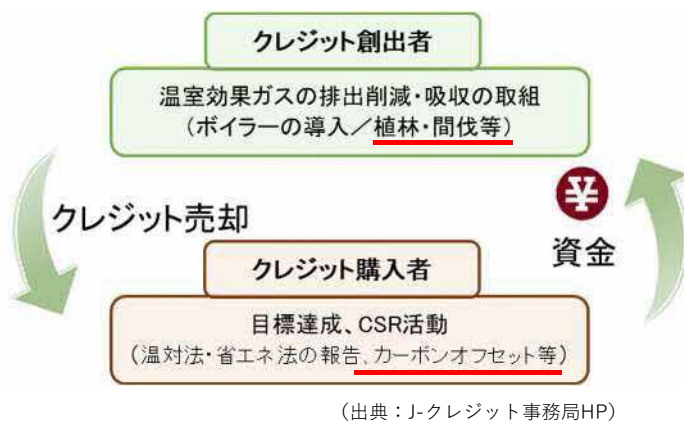 クレジット創出者
温室効果ガスの排出削減・吸収の取組
（ボイラーの導入／植林・間伐等）
クレジット売却
¥
資金
クレジット購入者
目標達成、CSR活動
（温対法・省エネ法の報告、カーボンオフセット等）
（出典：J-クレジット事務局HP）